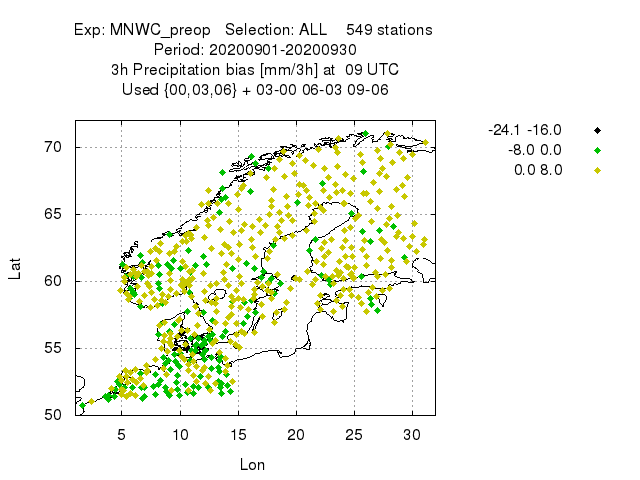 Exp: MNWC_preop Selection: ALL 549 stations
Period: 20200901-20200930
3h Precipitation bias [mm/3h] at 09 UTC
Used {00,03,06} + 03-00 06-03 09-06
-24.1 -16.0
-8.0 0.0
0.0 8.0
70
65
60
55
50
Lat
5 10 15 20 25 30
Lon